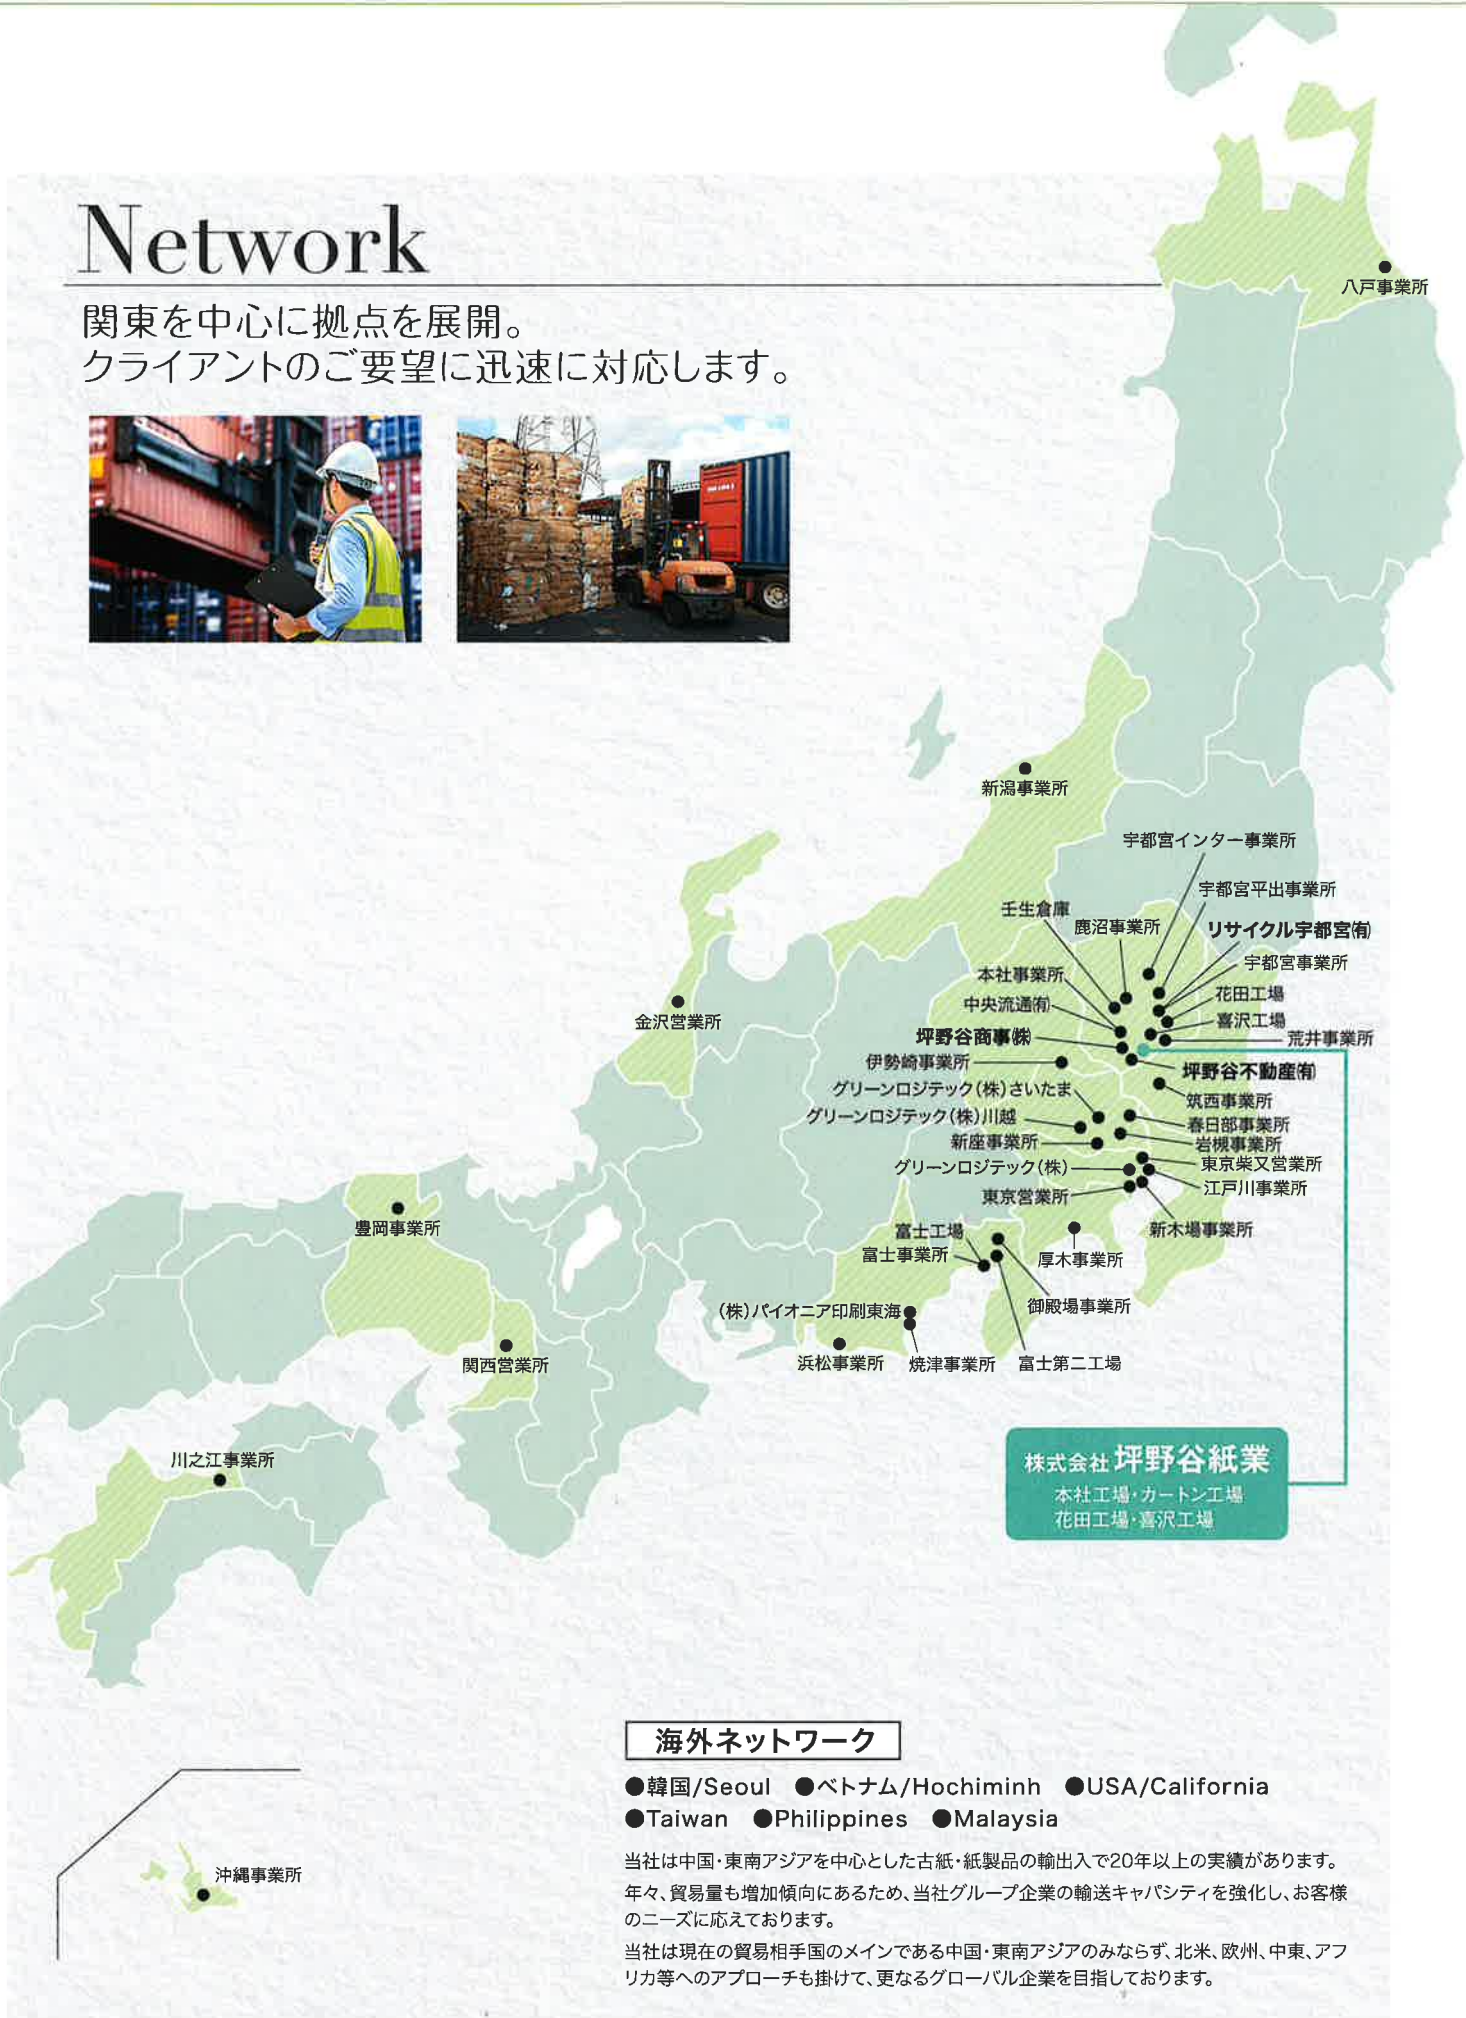 Network
関東を中心に拠点を展開。
クライアントのご要望に迅速に対応します。
八戸事業所
新潟事業所
宇都宮インター事業所
宇都宮平出事業所
壬生倉庫
鹿沼事業所
リサイクル宇都宮㈲
宇都宮事業所
本社事業所
花田工場
中央流通㈲
喜沢工場
金沢営業所
坪野谷商事㈱
荒井事業所
伊勢崎事業所
坪野谷不動産㈲
グリーンロジテック(株)さいたま
筑西事業所
グリーンロジテック(株)川越
春日部事業所
新座事業所
岩槻事業所
グリーンロジテック(株)
東京柴又営業所
東京営業所
江戸川事業所
豊岡事業所
富士工場
新木場事業所
富士事業所
厚木事業所
御殿場事業所
(株)パイオニア印刷東海
関西営業所
浜松事業所
焼津事業所
富士第二工場
川之江事業所
株式会社 坪野谷紙業
本社工場・カートン工場
花田工場・喜沢工場
海外ネットワーク
●韓国/Seoul ●ベトナム/Hochiminh ●USA/California
●Taiwan ●Philippines ●Malaysia
当社は中国・東南アジアを中心とした古紙・紙製品の輸出入で20年以上の実績があります。
年々、貿易量も増加傾向にあるため、当社グループ企業の輸送キャパシティを強化し、お客様
のニーズに応えております。
当社は現在の貿易相手国のメインである中国・東南アジアのみならず、北米、欧州、中東、アフ
リカ等へのアプローチも掛けて、更なるグローバル企業を目指しております。
沖縄事業所